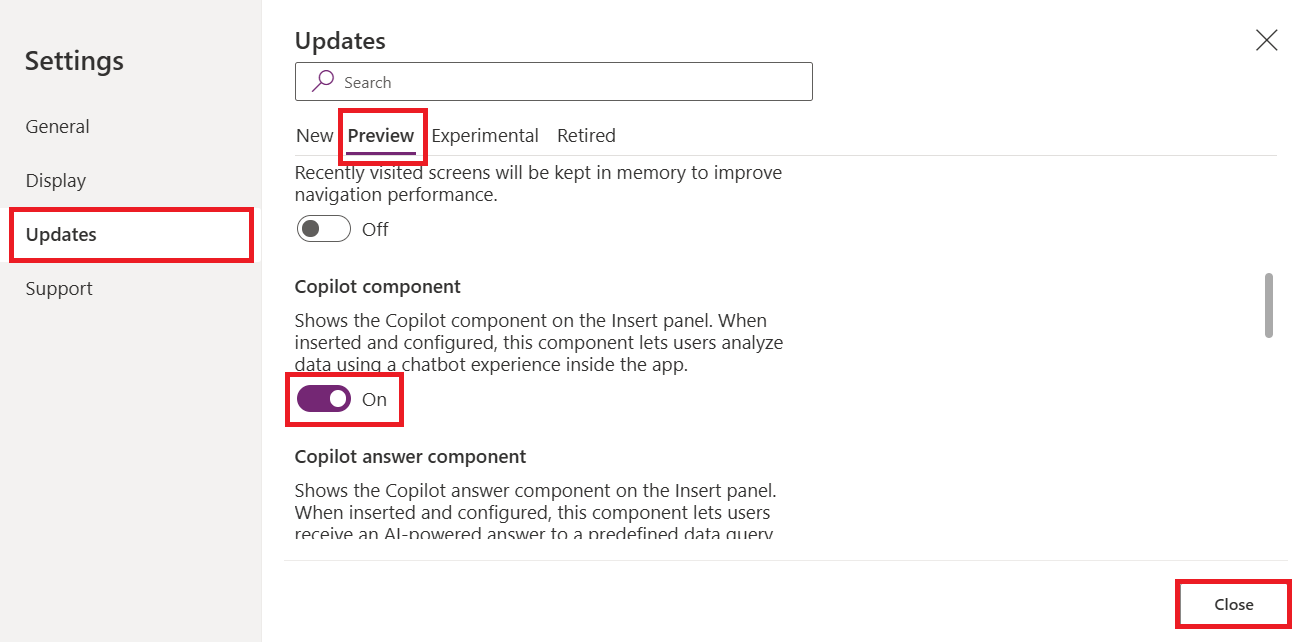 Settings
General
Display
Updates
Support
Updates
Search
New Preview Experimental Retired
Recently visited screens will be kept in memory to improve
navigation performance.
Off
Copilot component
Shows the Copilot component on the Insert panel. When
inserted and configured, this component lets users analyze
data using a chatbot experience inside the app.
On
Copilot answer component
Shows the Copilot answer component on the Insert panel.
When inserted and configured, this component lets users
receive an AI-powered answer to a predefined data query
Close